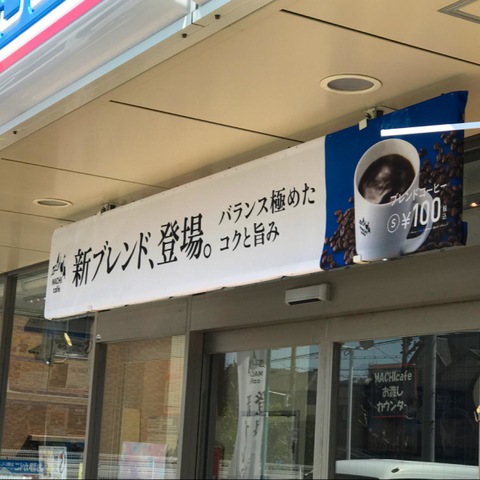 MACHI
café
新ブレンド、登場。
バランス極めた
コクと旨み
ブレンドコーヒー
Ⓢ ¥100
MACHI café
お渡し
カウンター